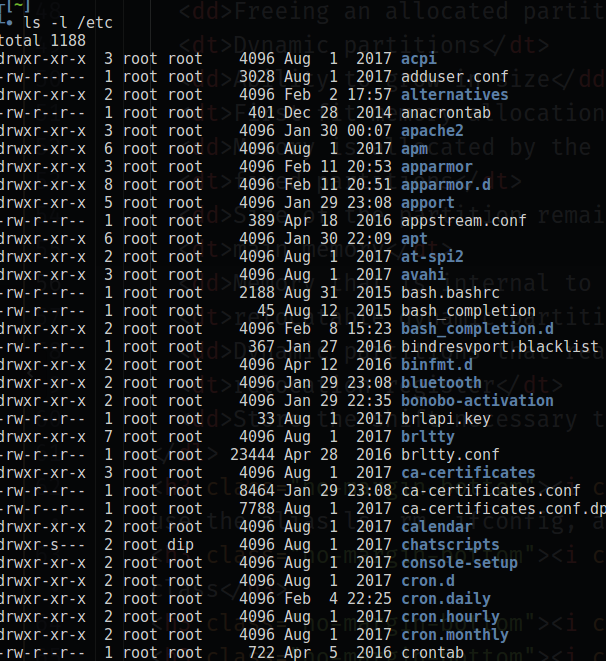 [~]
ls -l /etc
total 1188
drwxr-xr-x 3 root root 4096 Aug 1 2017 acpi
-rw-r--r-- 1 root root 3028 Aug 1 2017 adduser.conf
drwxr-xr-x 2 root root 4096 Feb 2 17:57 alternatives
-rw-r--r-- 1 root root 401 Dec 28 2014 anacrontab
drwxr-xr-x 3 root root 4096 Jan 30 00:07 apache2
drwxr-xr-x 6 root root 4096 Aug 1 2017 apm
drwxr-xr-x 3 root root 4096 Feb 11 20:53 apparmor
drwxr-xr-x 8 root root 4096 Feb 11 20:51 apparmor.d
drwxr-xr-x 5 root root 4096 Jan 29 23:08 apport
-rw-r--r-- 1 root root 389 Apr 18 2016 appstream.conf
drwxr-xr-x 6 root root 4096 Jan 30 22:09 apt
drwxr-xr-x 2 root root 4096 Aug 1 2017 at-spi2
drwxr-xr-x 3 root root 4096 Aug 1 2017 avahi
-rw-r--r-- 1 root root 2188 Aug 31 2015 bash.bashrc
-rw-r--r-- 1 root root 45 Aug 12 2015 bash_completion
drwxr-xr-x 2 root root 4096 Feb 8 15:23 bash_completion.d
-rw-r--r-- 1 root root 367 Jan 27 2016 bindresvport.blacklist
drwxr-xr-x 2 root root 4096 Apr 12 2016 binfmt.d
drwxr-xr-x 2 root root 4096 Jan 29 23:08 bluetooth
drwxr-xr-x 2 root root 4096 Jan 29 22:35 bonobo-activation
-rw-r--r-- 1 root root 33 Aug 1 2017 brlapi.key
drwxr-xr-x 7 root root 4096 Aug 1 2017 brltty
-rw-r--r-- 1 root root 23444 Apr 28 2016 brltty.conf
drwxr-xr-x 3 root root 4096 Aug 1 2017 ca-certificates
-rw-r--r-- 1 root root 8464 Jan 29 23:08 ca-certificates.conf
-rw-r--r-- 1 root root 7788 Aug 1 2017 ca-certificates.conf.dp
drwxr-xr-x 2 root root 4096 Aug 1 2017 calendar
drwxr-s--- 2 root dip 4096 Aug 1 2017 chatscripts
drwxr-xr-x 2 root root 4096 Aug 1 2017 console-setup
drwxr-xr-x 2 root root 4096 Aug 1 2017 cron.d
drwxr-xr-x 2 root root 4096 Feb 4 22:25 cron.daily
drwxr-xr-x 2 root root 4096 Aug 1 2017 cron.hourly
drwxr-xr-x 2 root root 4096 Aug 1 2017 cron.monthly
-rw-r--r-- 1 root root 722 Apr 5 2016 crontab